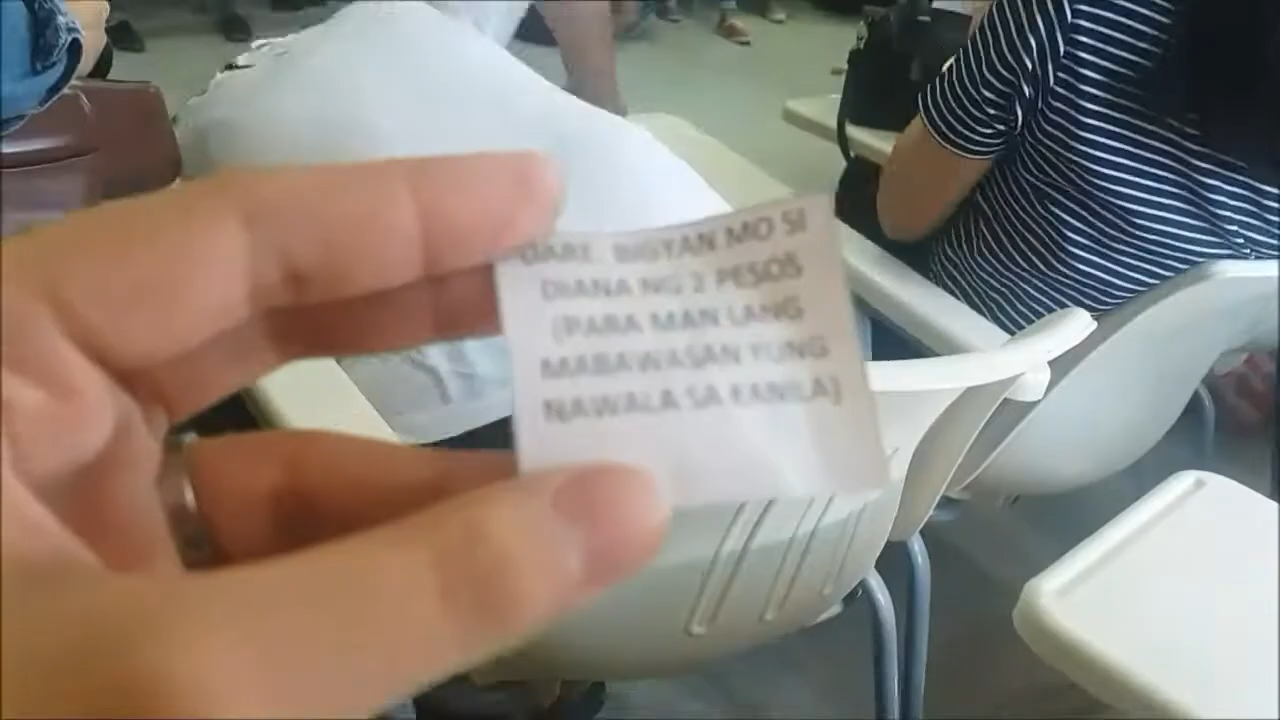 DARE: BIGYAN MO SI
DIANA NG 2 PESOS
(PARA MAN LANG
MABAWASAN YUNG
NAWALA SA KANILA)